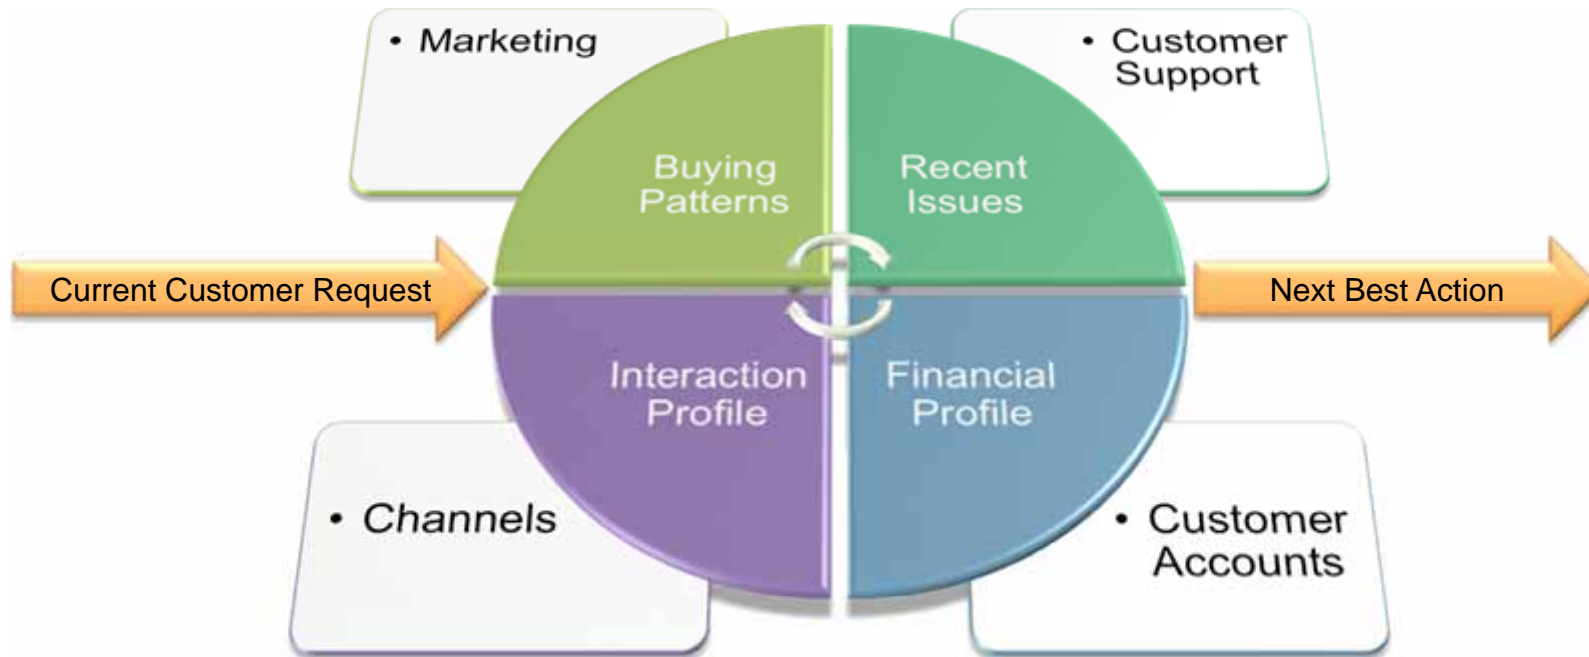 • Marketing
• Customer
Support
Buying
Patterns
Recent
Issues
Current Customer Request
Next Best Action
Interaction
Profile
Financial
Profile
• Channels
• Customer
Accounts